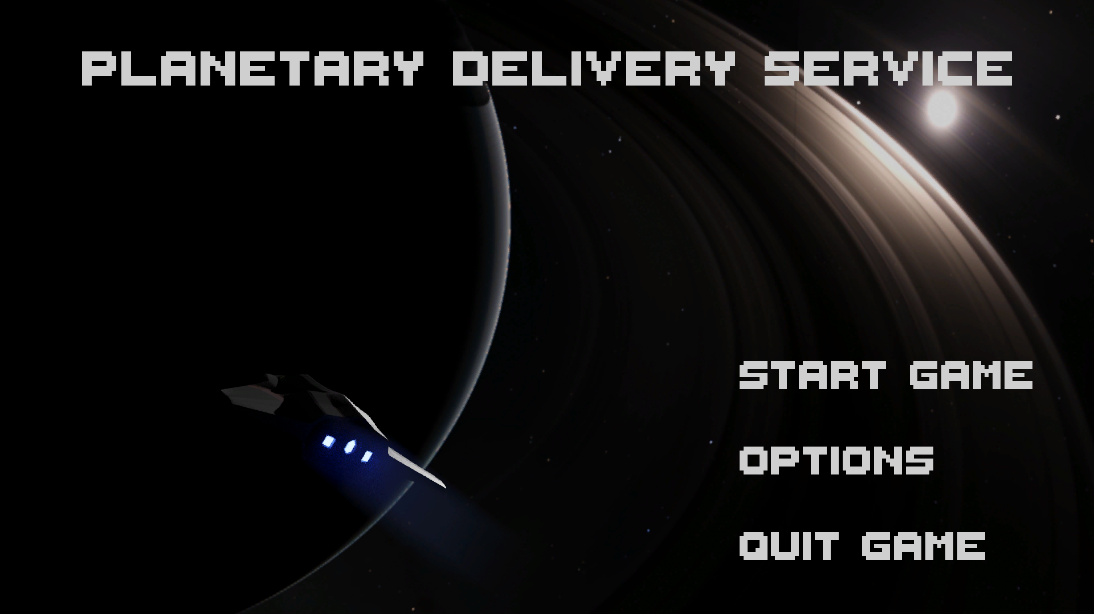 PLANETARY DELIVERY SERVICE
START GAME
OPTIONS
QUIT GAME